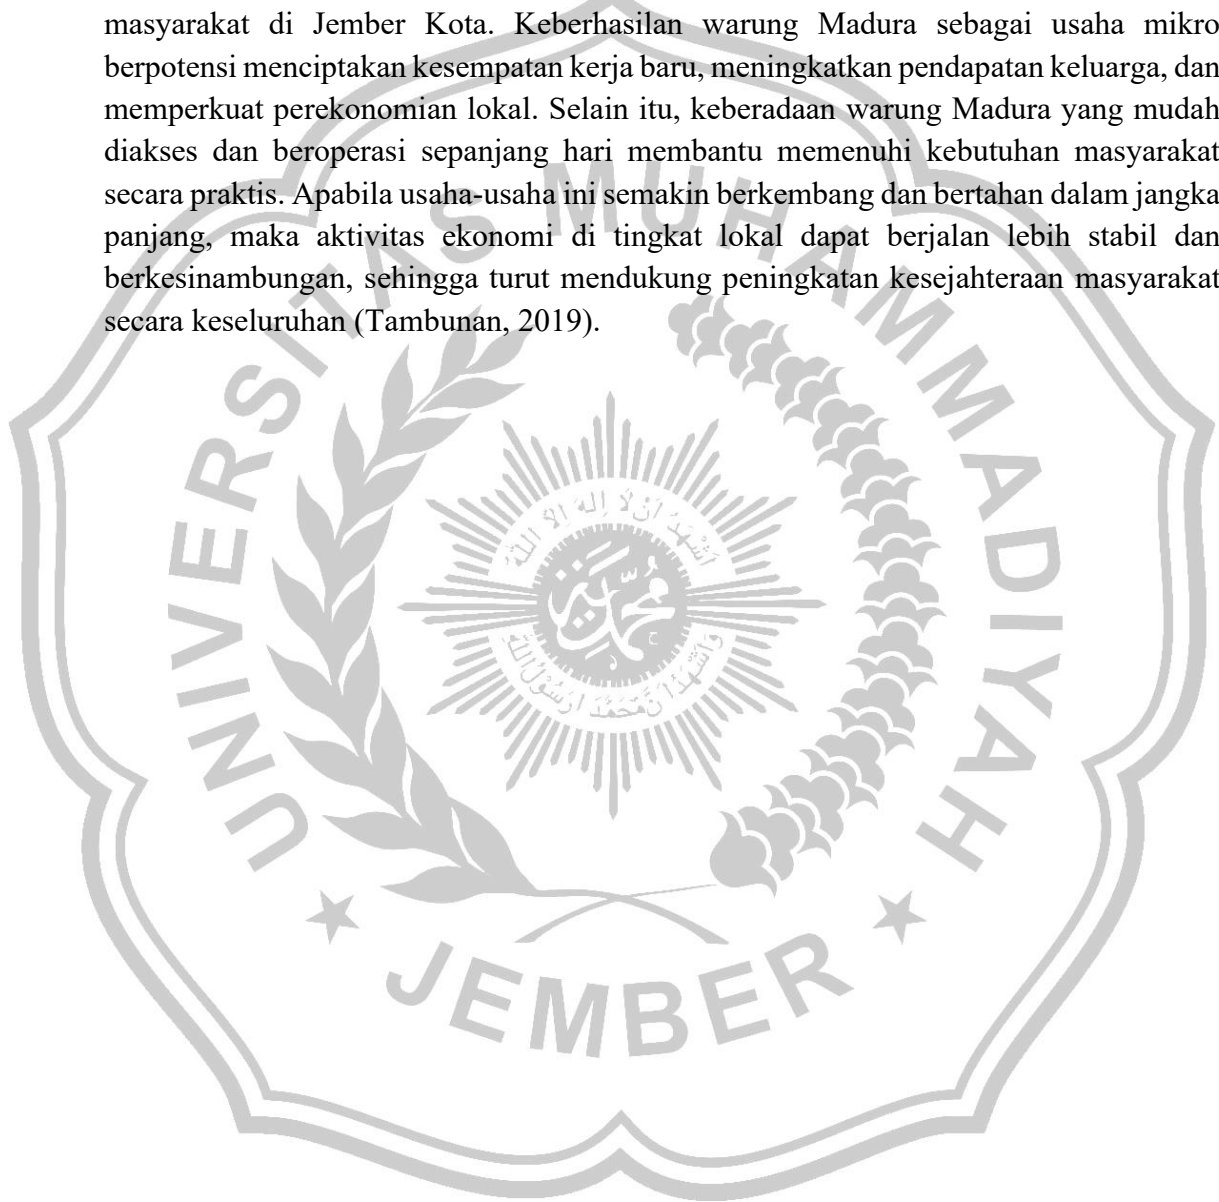 masyarakat di Jember Kota. Keberhasilan warung Madura sebagai usaha mikro
berpotensi menciptakan kesempatan kerja baru, meningkatkan pendapatan keluarga, dan
memperkuat perekonomian lokal. Selain itu, keberadaan warung Madura yang mudah
diakses dan beroperasi sepanjang hari membantu memenuhi kebutuhan masyarakat
secara praktis. Apabila usaha-usaha ini semakin berkembang dan bertahan dalam jangka
panjang, maka aktivitas ekonomi di tingkat lokal dapat berjalan lebih stabil dan
berkesinambungan, sehingga turut mendukung peningkatan kesejahteraan masyarakat
secara keseluruhan (Tambunan, 2019).
UNIVERSITAS MUHAMMADIYAH
JEMBER